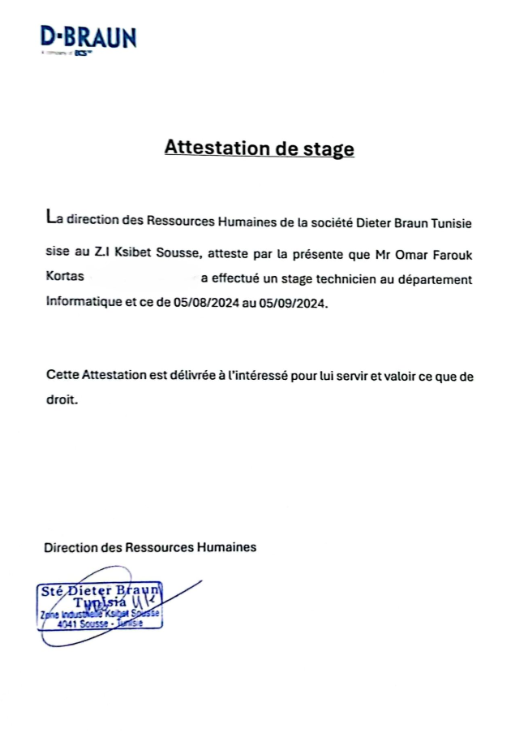 D-BRAUN
a company of BCS
Attestation de stage
La direction des Ressources Humaines de la société Dieter Braun Tunisie
sise au Z.I Ksibet Sousse, atteste par la présente que Mr Omar Farouk
Kortas a effectué un stage technicien au département
Informatique et ce de 05/08/2024 au 05/09/2024.
Cette Attestation est délivrée à l'intéressé pour lui servir et valoir ce que de
droit.
Direction des Ressources Humaines
Sté Dieter Braun
Tunisia
Zone Industrielle Ksibet Sousse
4041 Sousse - Tunisie